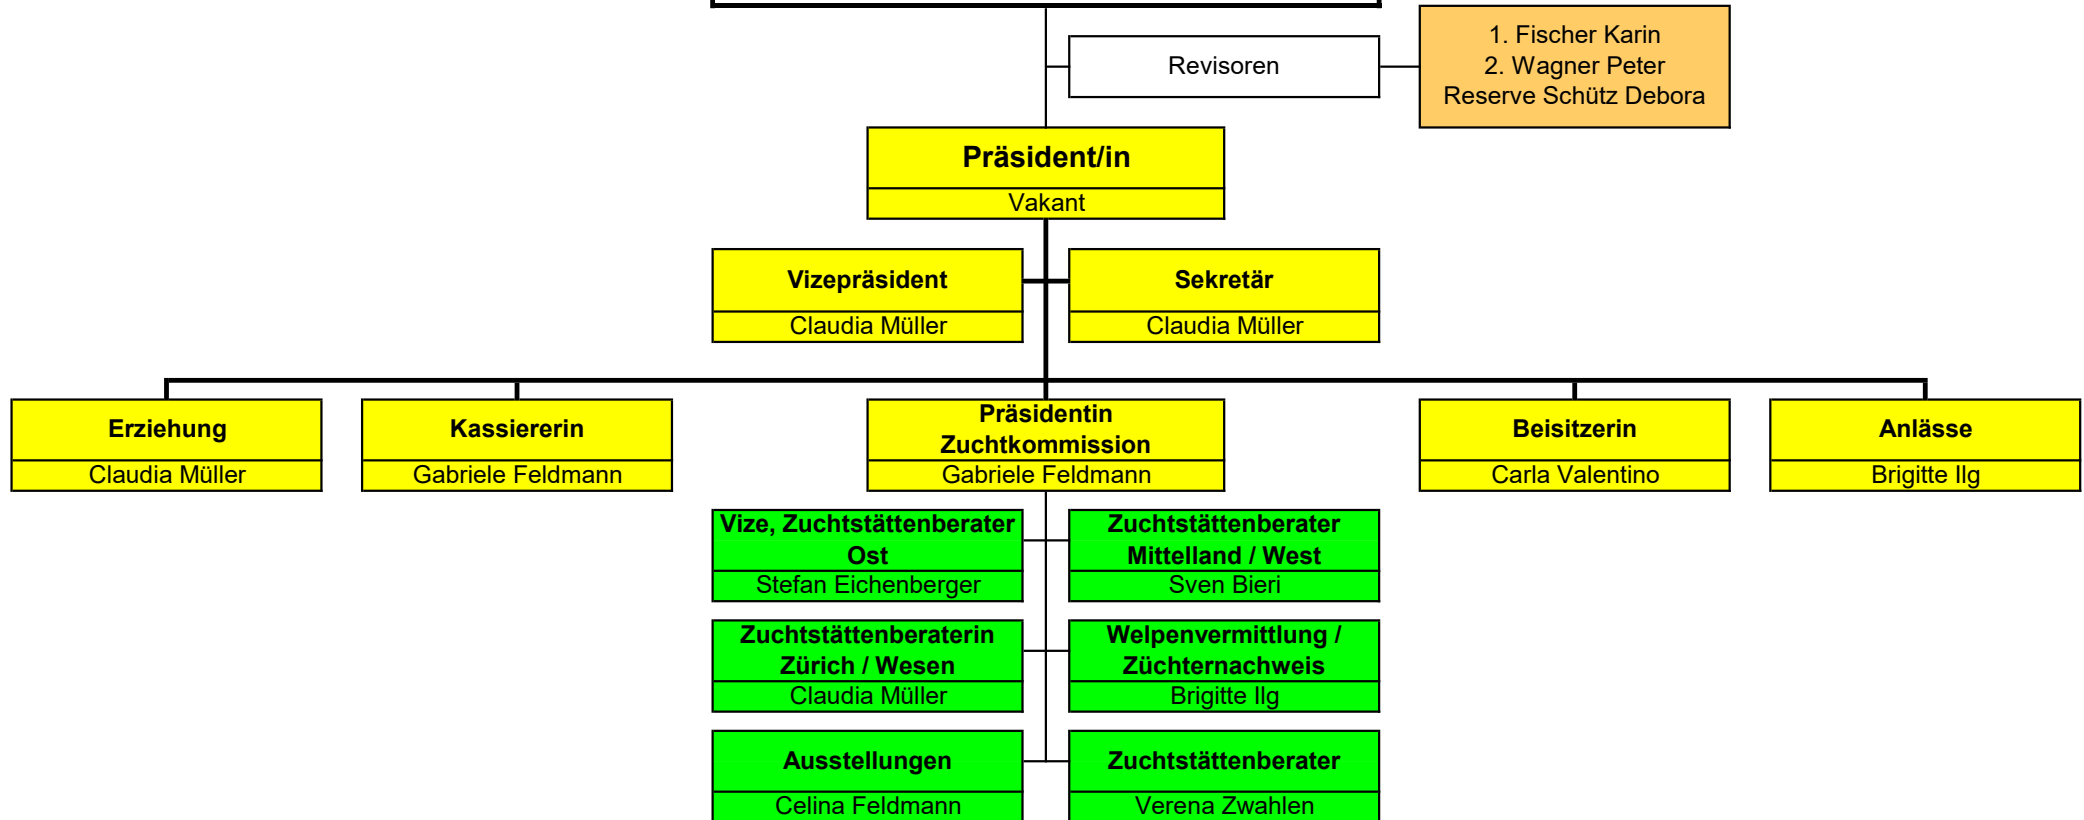 Revisoren
1. Fischer Karin
2. Wagner Peter
Reserve Schütz Debora
Präsident/in
Vakant
Vizepräsident
Claudia Müller
Sekretär
Claudia Müller
Erziehung
Claudia Müller
Kassiererin
Gabriele Feldmann
Präsidentin
Zuchtkommission
Gabriele Feldmann
Beisitzerin
Carla Valentino
Anlässe
Brigitte Ilg
Vize, Zuchtstättenberater
Ost
Stefan Eichenberger
Zuchtstättenberater
Mittelland / West
Sven Bieri
Zuchtstättenberaterin
Zürich / Wesen
Claudia Müller
Welpenvermittlung /
Züchternachweis
Brigitte Ilg
Ausstellungen
Celina Feldmann
Zuchtstättenberater
Verena Zwahlen